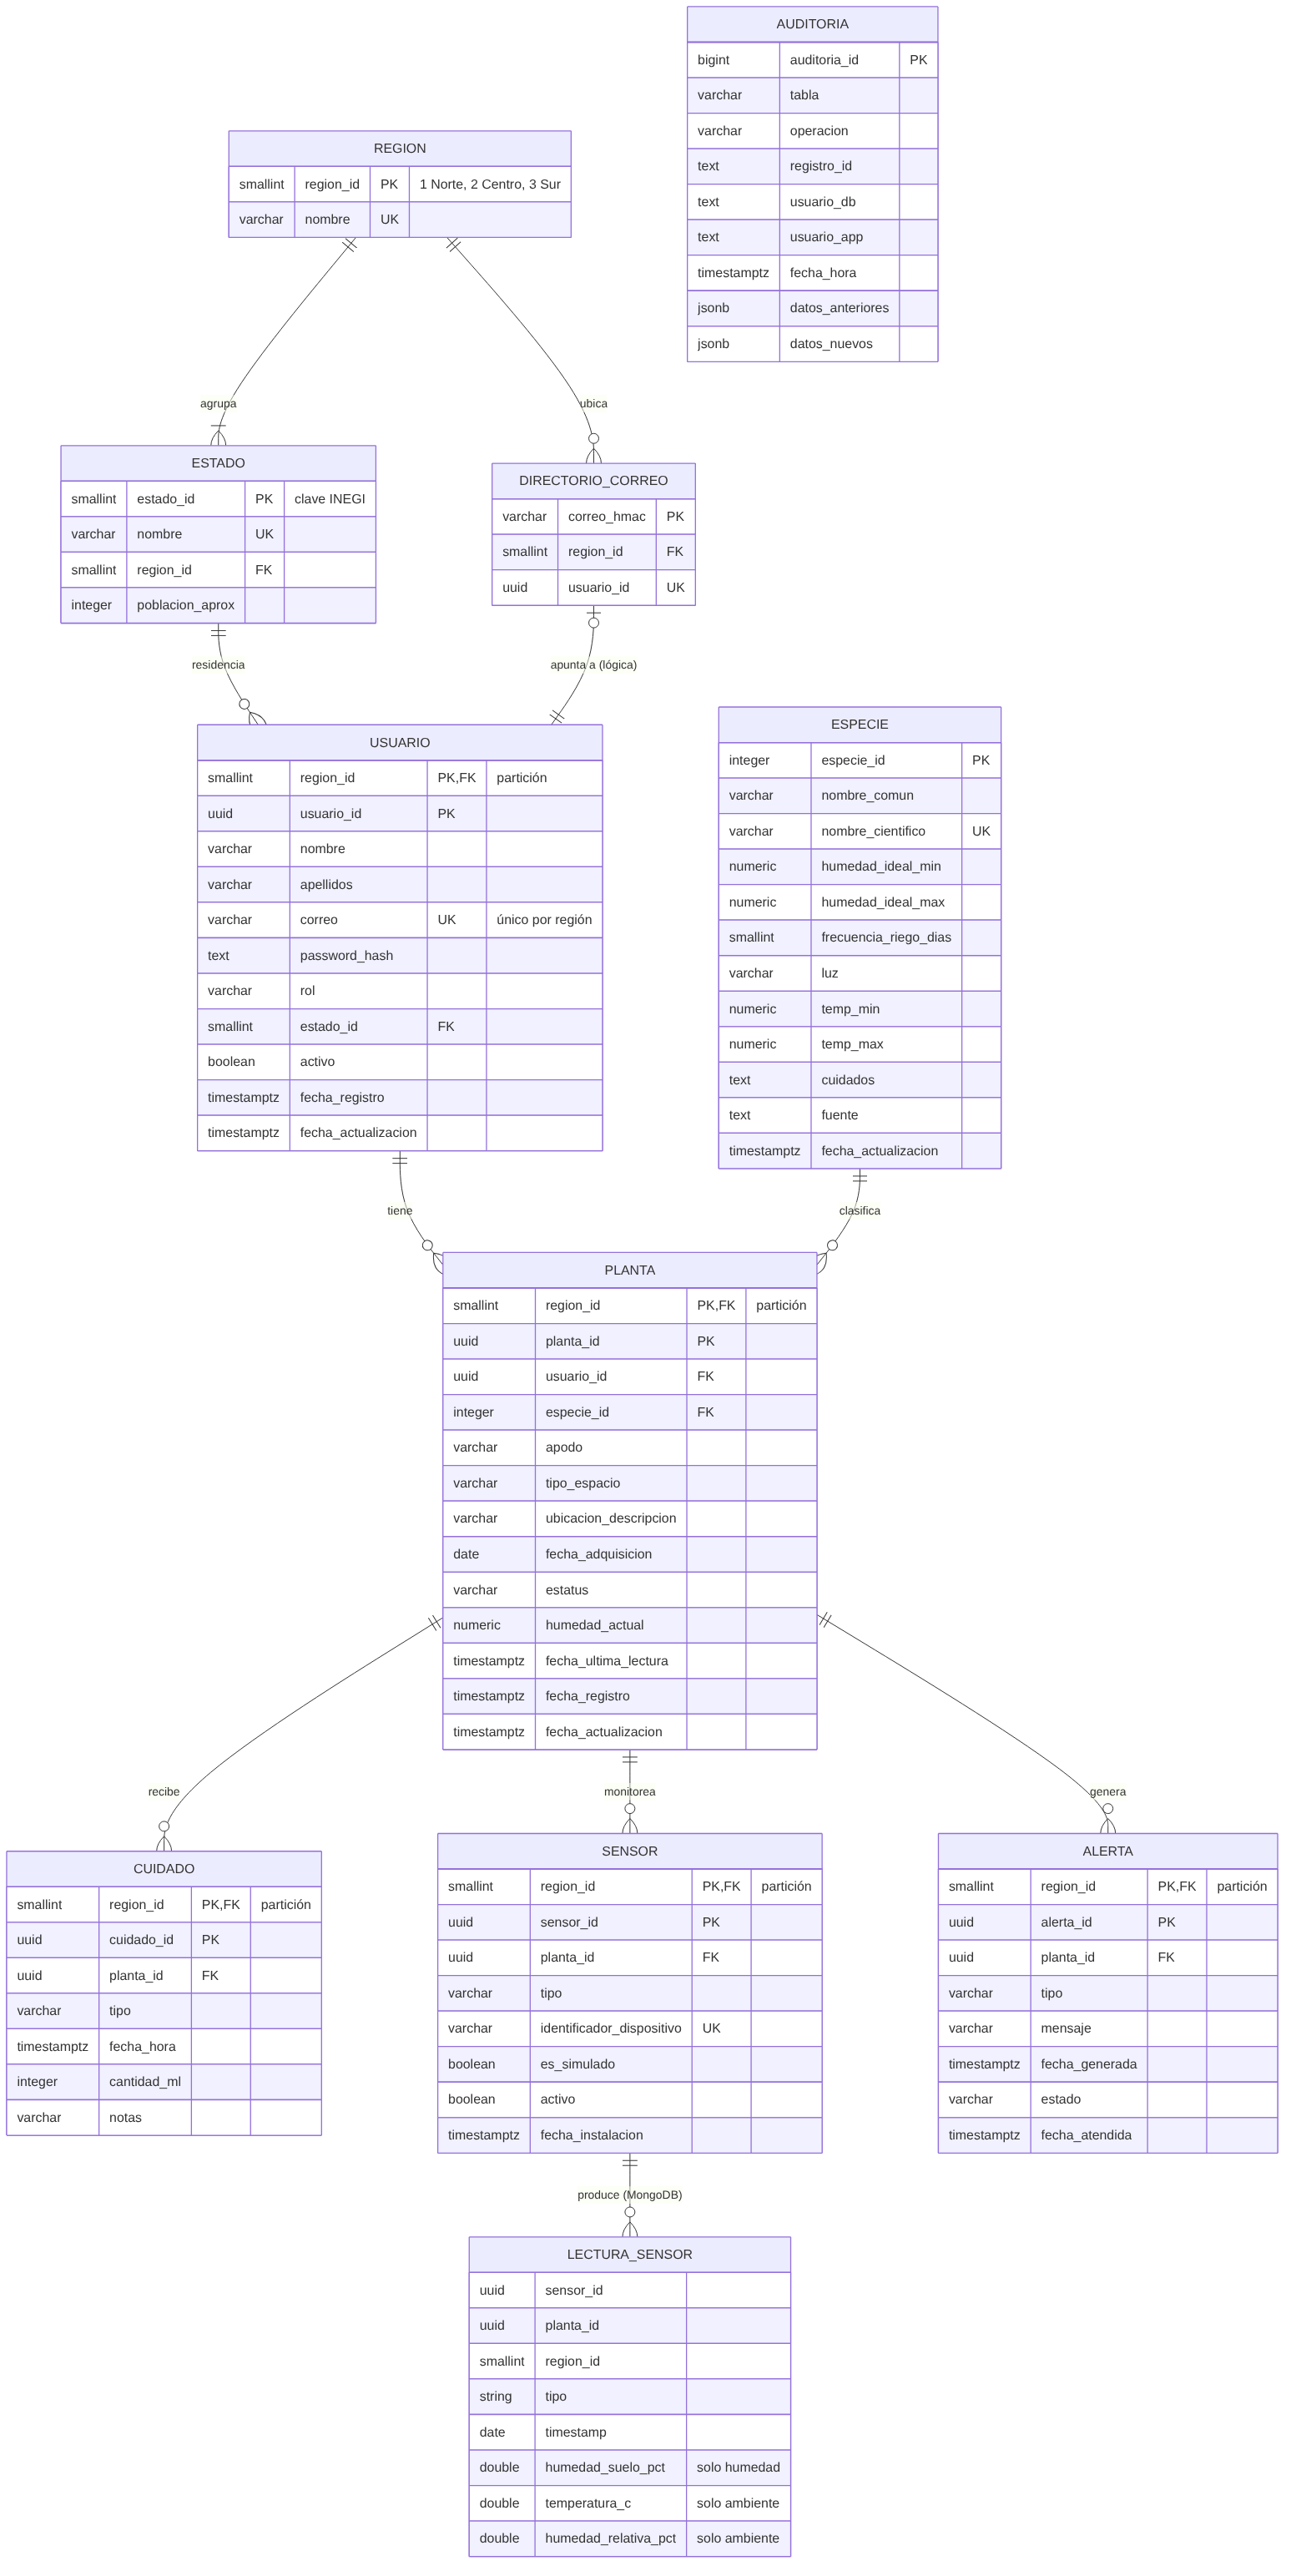 AUDITORIA
bigint auditoria_id PK
varchar tabla
varchar operacion
text registro_id
text usuario_db
text usuario_app
timestamptz fecha_hora
jsonb datos_anteriores
jsonb datos_nuevos
REGION
smallint region_id PK 1 Norte, 2 Centro, 3 Sur
varchar nombre UK
agrupa
ubica
ESTADO
smallint estado_id PK clave INEGI
varchar nombre UK
smallint region_id FK
integer poblacion_aprox
DIRECTORIO_CORREO
varchar correo_hmac PK
smallint region_id FK
uuid usuario_id UK
residencia
apunta a (lógica)
USUARIO
smallint region_id PK,FK partición
uuid usuario_id PK
varchar nombre
varchar apellidos
varchar correo UK único por región
text password_hash
varchar rol
smallint estado_id FK
boolean activo
timestamptz fecha_registro
timestamptz fecha_actualizacion
ESPECIE
integer especie_id PK
varchar nombre_comun
varchar nombre_cientifico UK
numeric humedad_ideal_min
numeric humedad_ideal_max
smallint frecuencia_riego_dias
varchar luz
numeric temp_min
numeric temp_max
text cuidados
text fuente
timestamptz fecha_actualizacion
tiene
clasifica
PLANTA
smallint region_id PK,FK partición
uuid planta_id PK
uuid usuario_id FK
integer especie_id FK
varchar apodo
varchar tipo_espacio
varchar ubicacion_descripcion
date fecha_adquisicion
varchar estatus
numeric humedad_actual
timestamptz fecha_ultima_lectura
timestamptz fecha_registro
timestamptz fecha_actualizacion
recibe
monitorea
genera
CUIDADO
smallint region_id PK,FK partición
uuid cuidado_id PK
uuid planta_id FK
varchar tipo
timestamptz fecha_hora
integer cantidad_ml
varchar notas
SENSOR
smallint region_id PK,FK partición
uuid sensor_id PK
uuid planta_id FK
varchar tipo
varchar identificador_dispositivo UK
boolean es_simulado
boolean activo
timestamptz fecha_instalacion
ALERTA
smallint region_id PK,FK partición
uuid alerta_id PK
uuid planta_id FK
varchar tipo
varchar mensaje
timestamptz fecha_generada
varchar estado
timestamptz fecha_atendida
produce (MongoDB)
LECTURA_SENSOR
uuid sensor_id
uuid planta_id
smallint region_id
string tipo
date timestamp
double humedad_suelo_pct solo humedad
double temperatura_c solo ambiente
double humedad_relativa_pct solo ambiente